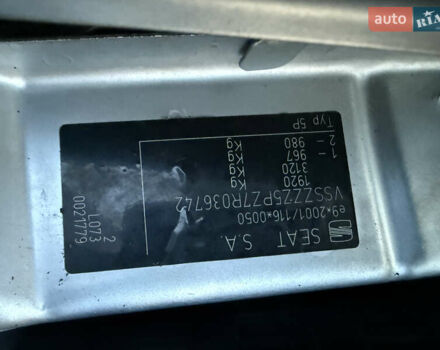 SEAT S.A.
e9*2001/116*0050
VSSZZZ5PZ7R036742
1920 Kg
3120 Kg
1 – 967 Kg
2 – 980 Kg
Typ 5P
2
L073
0021779
auto RIA